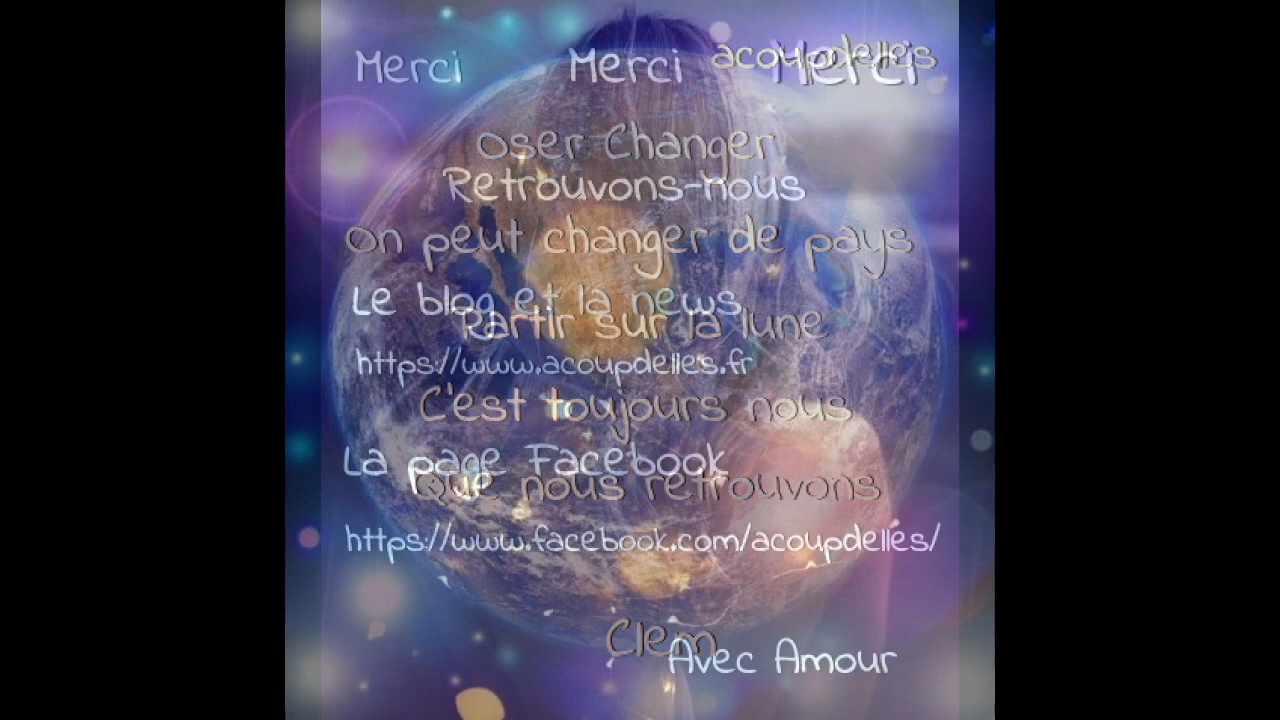 Merci Merci Merci
acoupdelles
Oser Changer
Retrouvons-nous
On peut changer de pays
Le blog et la news
Partir sur la lune
https://www.acoupdelles.fr
C'est toujours nous
La page Facebook
Que nous retrouvons
https://www.facebook.com/acoupdelles/
Clem
Avec Amour